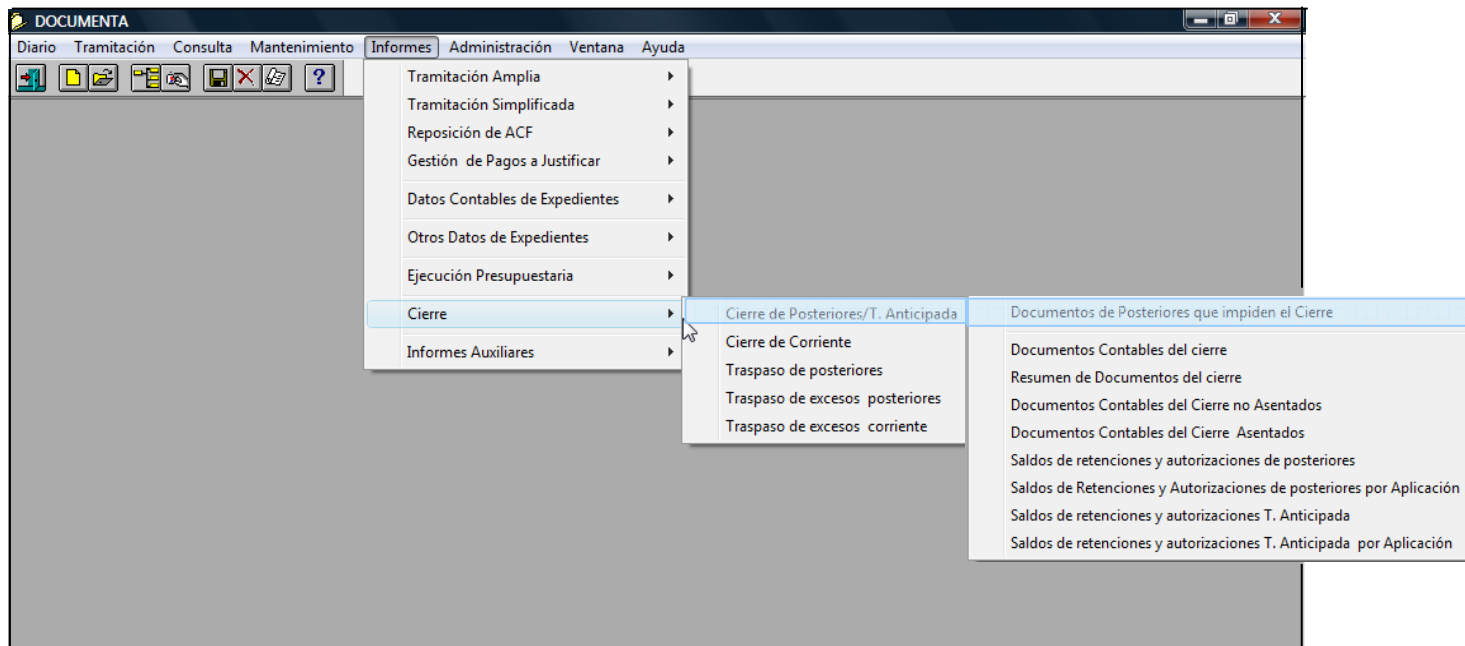 DOCUMENTA
Diario Tramitación Consulta Mantenimiento Informes Administración Ventana Ayuda
?
Tramitación Amplia
Tramitación Simplificada
Reposición de ACF
Gestión de Pagos a Justificar
Datos Contables de Expedientes
Otros Datos de Expedientes
Ejecución Presupuestaria
Cierre
Informes Auxiliares
Cierre de Posteriores/T. Anticipada
Cierre de Corriente
Traspaso de posteriores
Traspaso de excesos posteriores
Traspaso de excesos corriente
Documentos de Posteriores que impiden el Cierre
Documentos Contables del cierre
Resumen de Documentos del cierre
Documentos Contables del Cierre no Asentados
Documentos Contables del Cierre Asentados
Saldos de retenciones y autorizaciones de posteriores
Saldos de Retenciones y Autorizaciones de posteriores por Aplicación
Saldos de retenciones y autorizaciones T. Anticipada
Saldos de retenciones y autorizaciones T. Anticipada por Aplicación